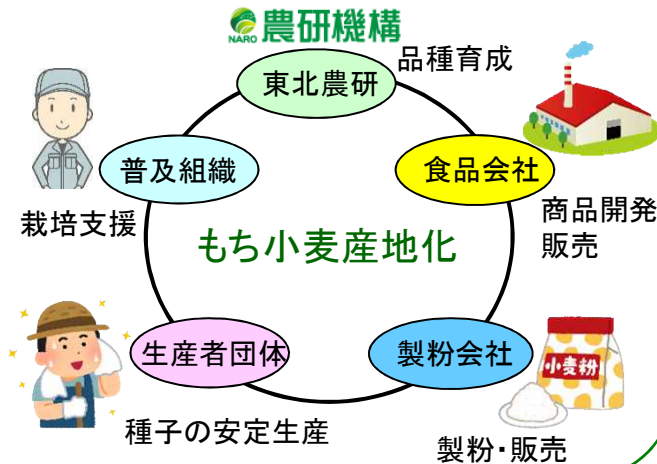 NARO 農研機構
東北農研
品種育成
普及組織
食品会社
栽培支援
商品開発
販売
もち小麦産地化
生産者団体
製粉会社
小麦粉
種子の安定生産
製粉・販売